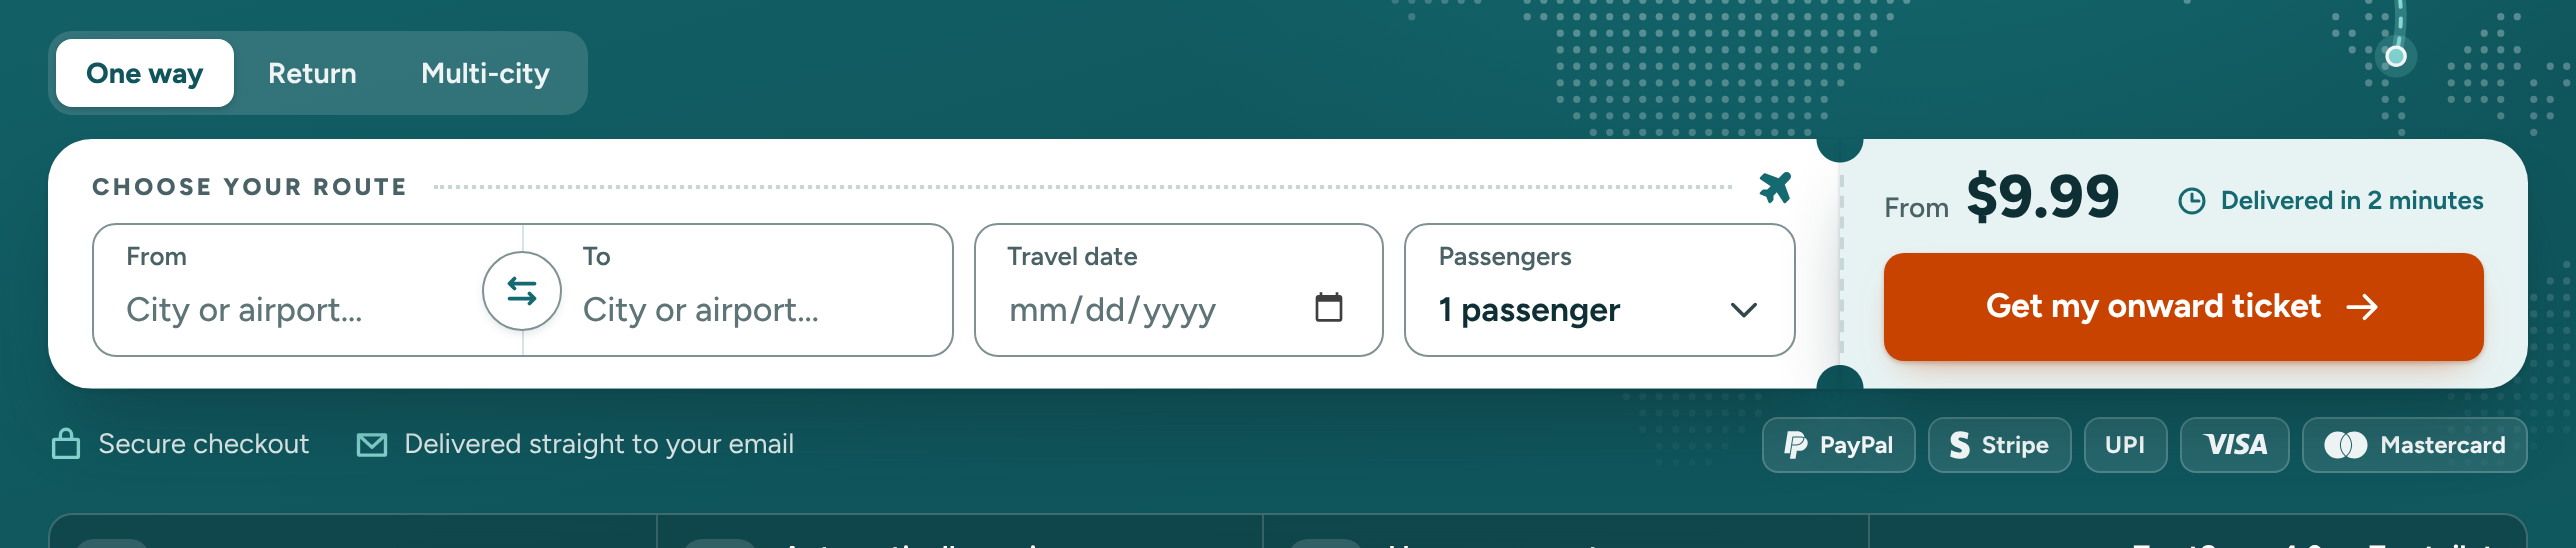 One way
Return
Multi-city
CHOOSE YOUR ROUTE
From
City or airport...
To
City or airport...
Travel date
mm/dd/yyyy
Passengers
1 passenger
From $9.99
Delivered in 2 minutes
Get my onward ticket
Secure checkout
Delivered straight to your email
PayPal
Stripe
UPI
VISA
Mastercard